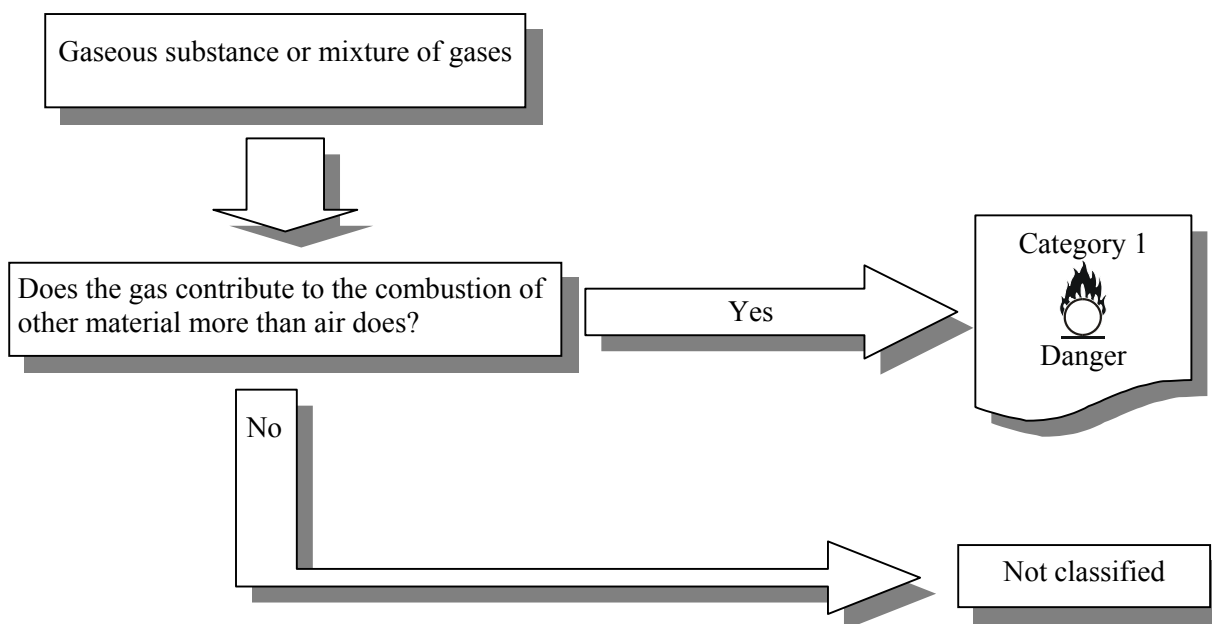 Gaseous substance or mixture of gases
Does the gas contribute to the combustion of
other material more than air does?
Yes
Category 1
Danger
No
Not classified